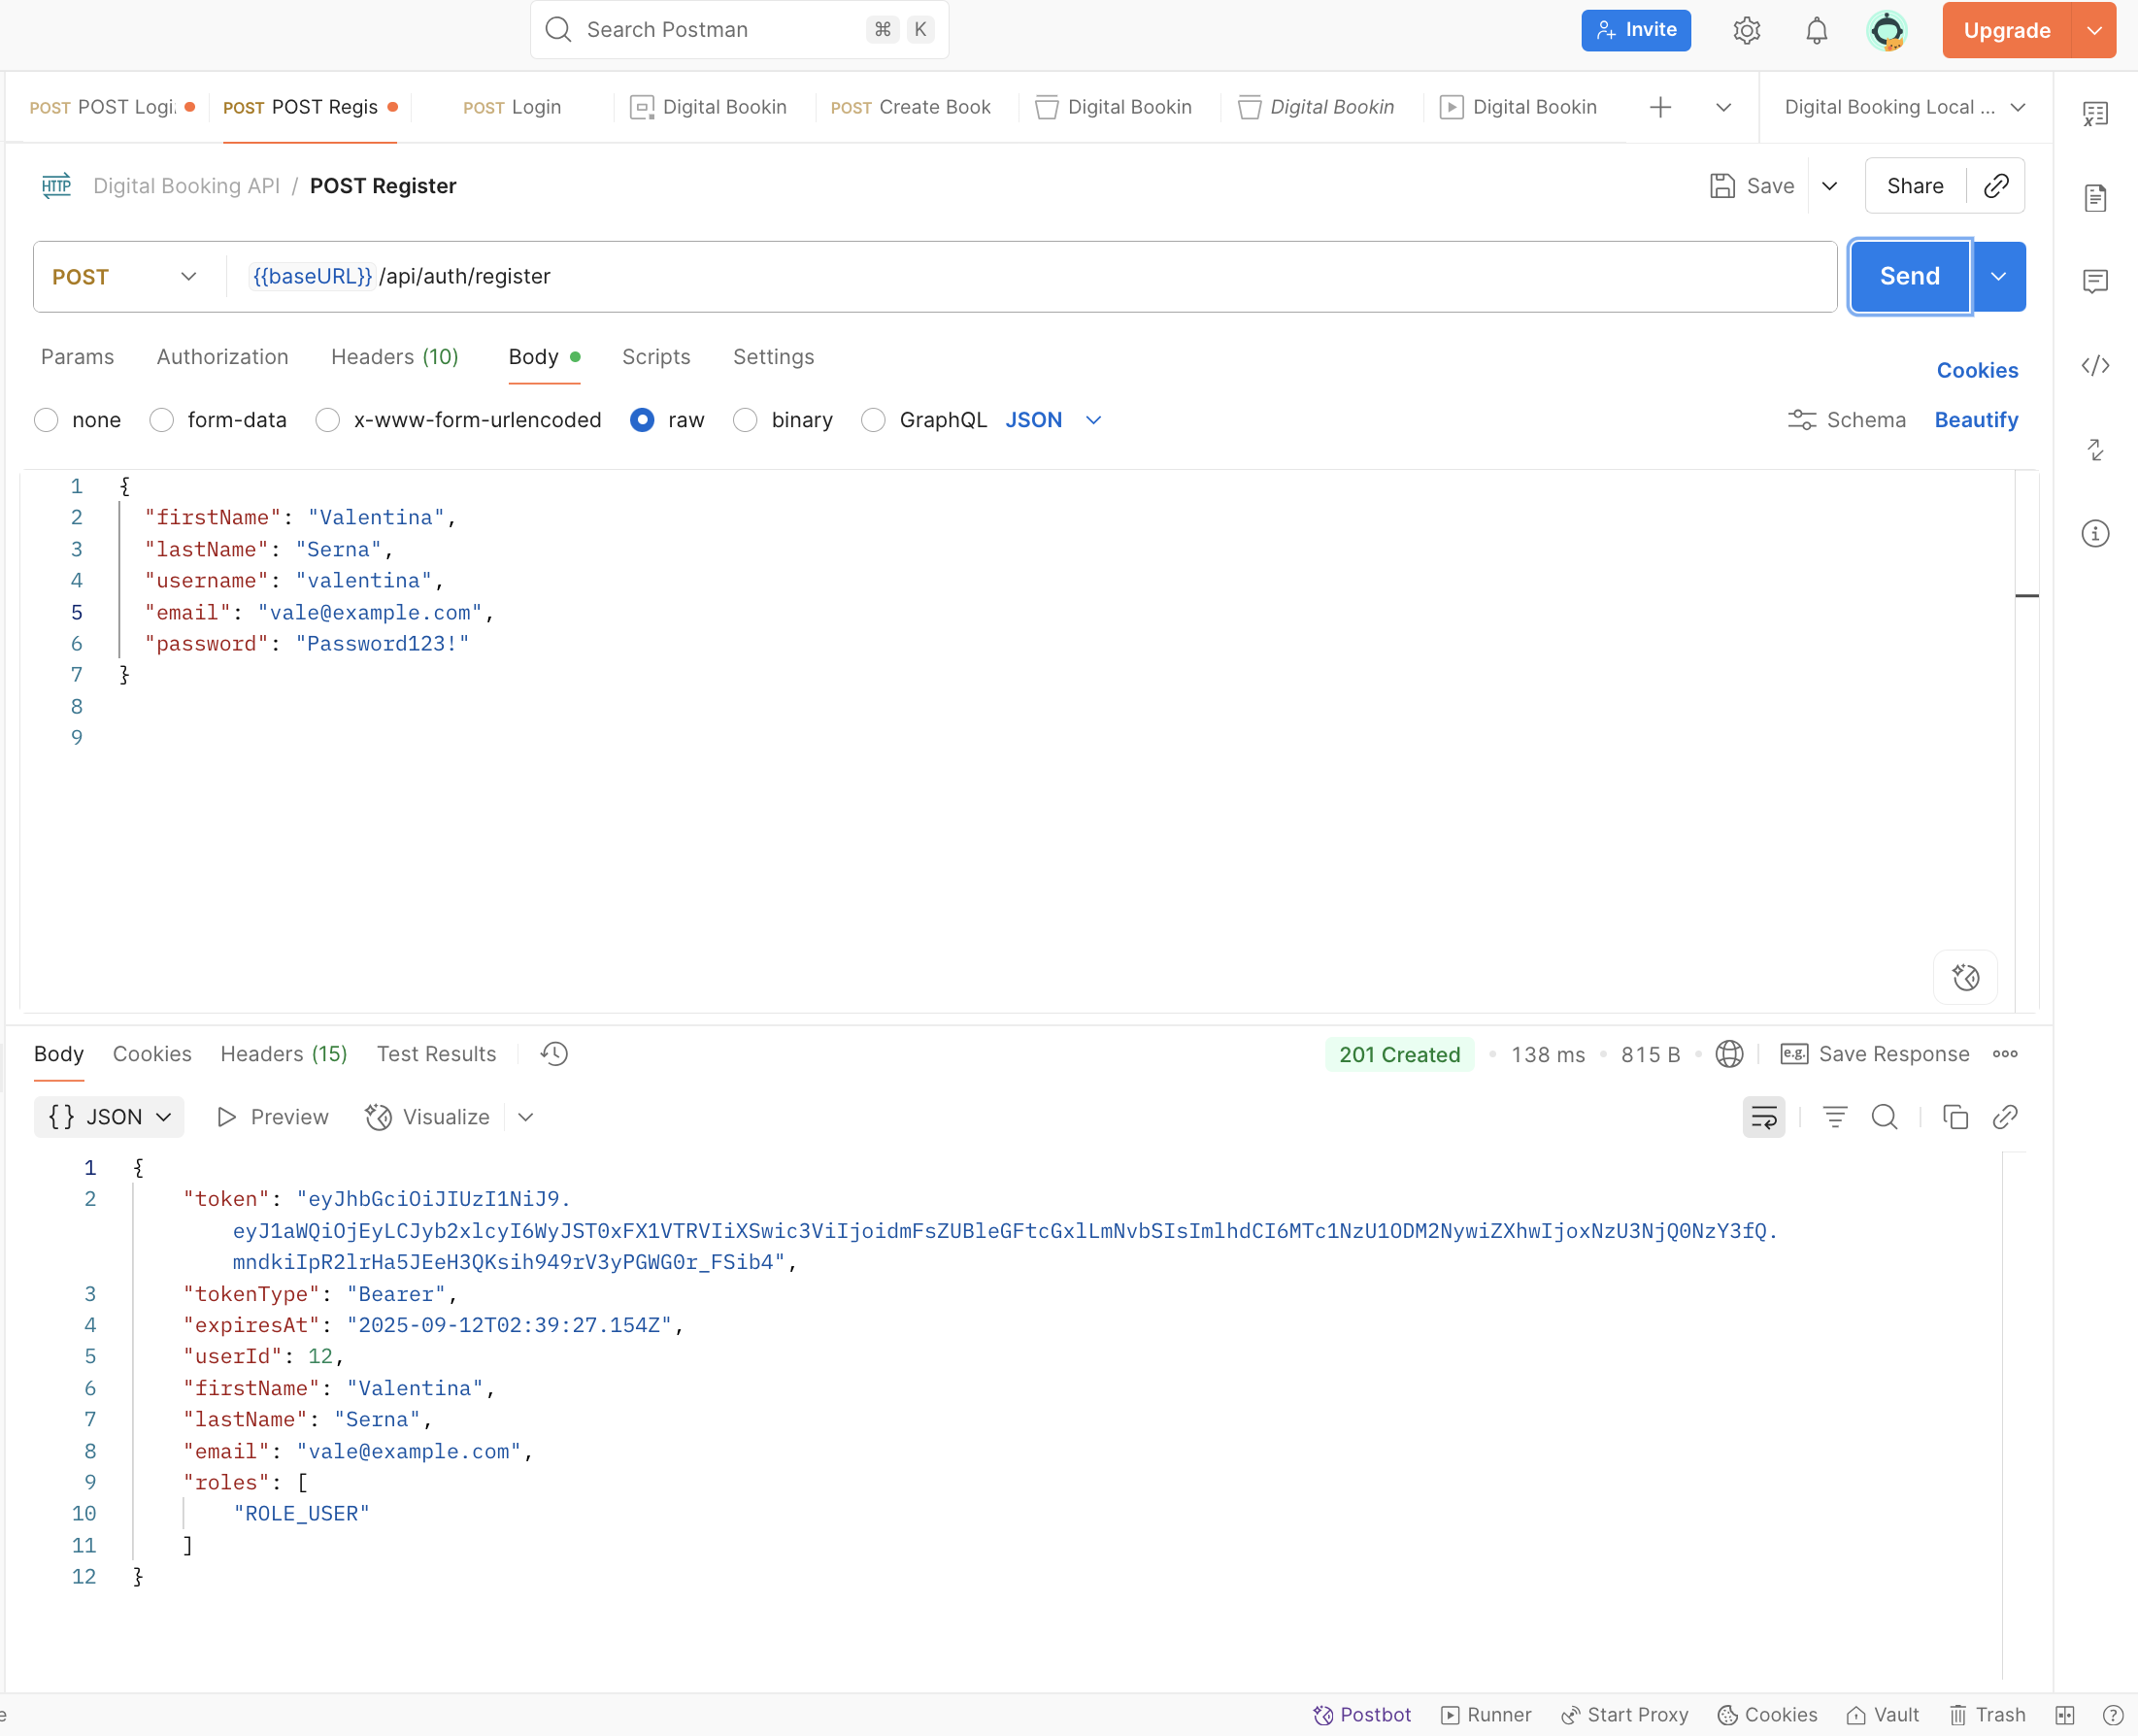 Search Postman ⌘ K
Invite
Upgrade
POST POST Logi
POST POST Regis
POST Login
Digital Bookin
POST Create Book
Digital Bookin
Digital Bookin
Digital Bookin
Digital Booking Local ...
HTTP Digital Booking API / POST Register
Save
Share
POST {{baseURL}}/api/auth/register
Send
Params Authorization Headers (10) Body Scripts Settings
Cookies
none form-data x-www-form-urlencoded raw binary GraphQL JSON
Schema Beautify
1 {
2 "firstName": "Valentina",
3 "lastName": "Serna",
4 "username": "valentina",
5 "email": "vale@example.com",
6 "password": "Password123!"
7 }
8
9
Body Cookies Headers (15) Test Results
201 Created • 138 ms • 815 B • e.g. Save Response
{} JSON Preview Visualize
1 {
2 "token": "eyJhbGciOiJIUzI1NiJ9.
eyJ1aWQiOjEyLCJyb2xlcyI6WyJST0xFX1VTRVIiXSwic3ViIjoidmFsZUBleGFtcGxlLmNvbSIsImlhdCI6MTc1NzU1ODM2NywiZXhwIjoxNzU3NjQ0NzY3fQ.
mndkiIpR2lrHa5JEeH3QKsih949rV3yPGWG0r_FSib4",
3 "tokenType": "Bearer",
4 "expiresAt": "2025-09-12T02:39:27.154Z",
5 "userId": 12,
6 "firstName": "Valentina",
7 "lastName": "Serna",
8 "email": "vale@example.com",
9 "roles": [
10 "ROLE_USER"
11 ]
12 }
Postbot Runner Start Proxy Cookies Vault Trash